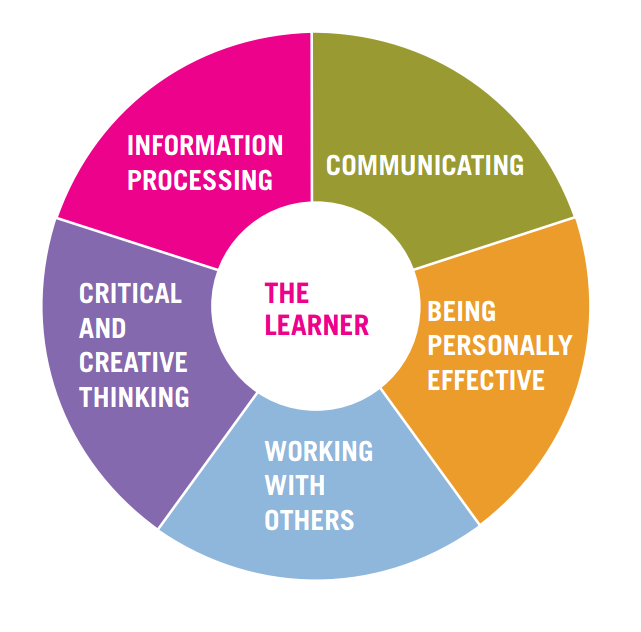 INFORMATION
PROCESSING
COMMUNICATING
CRITICAL
AND
CREATIVE
THINKING
THE
LEARNER
BEING
PERSONALLY
EFFECTIVE
WORKING
WITH
OTHERS